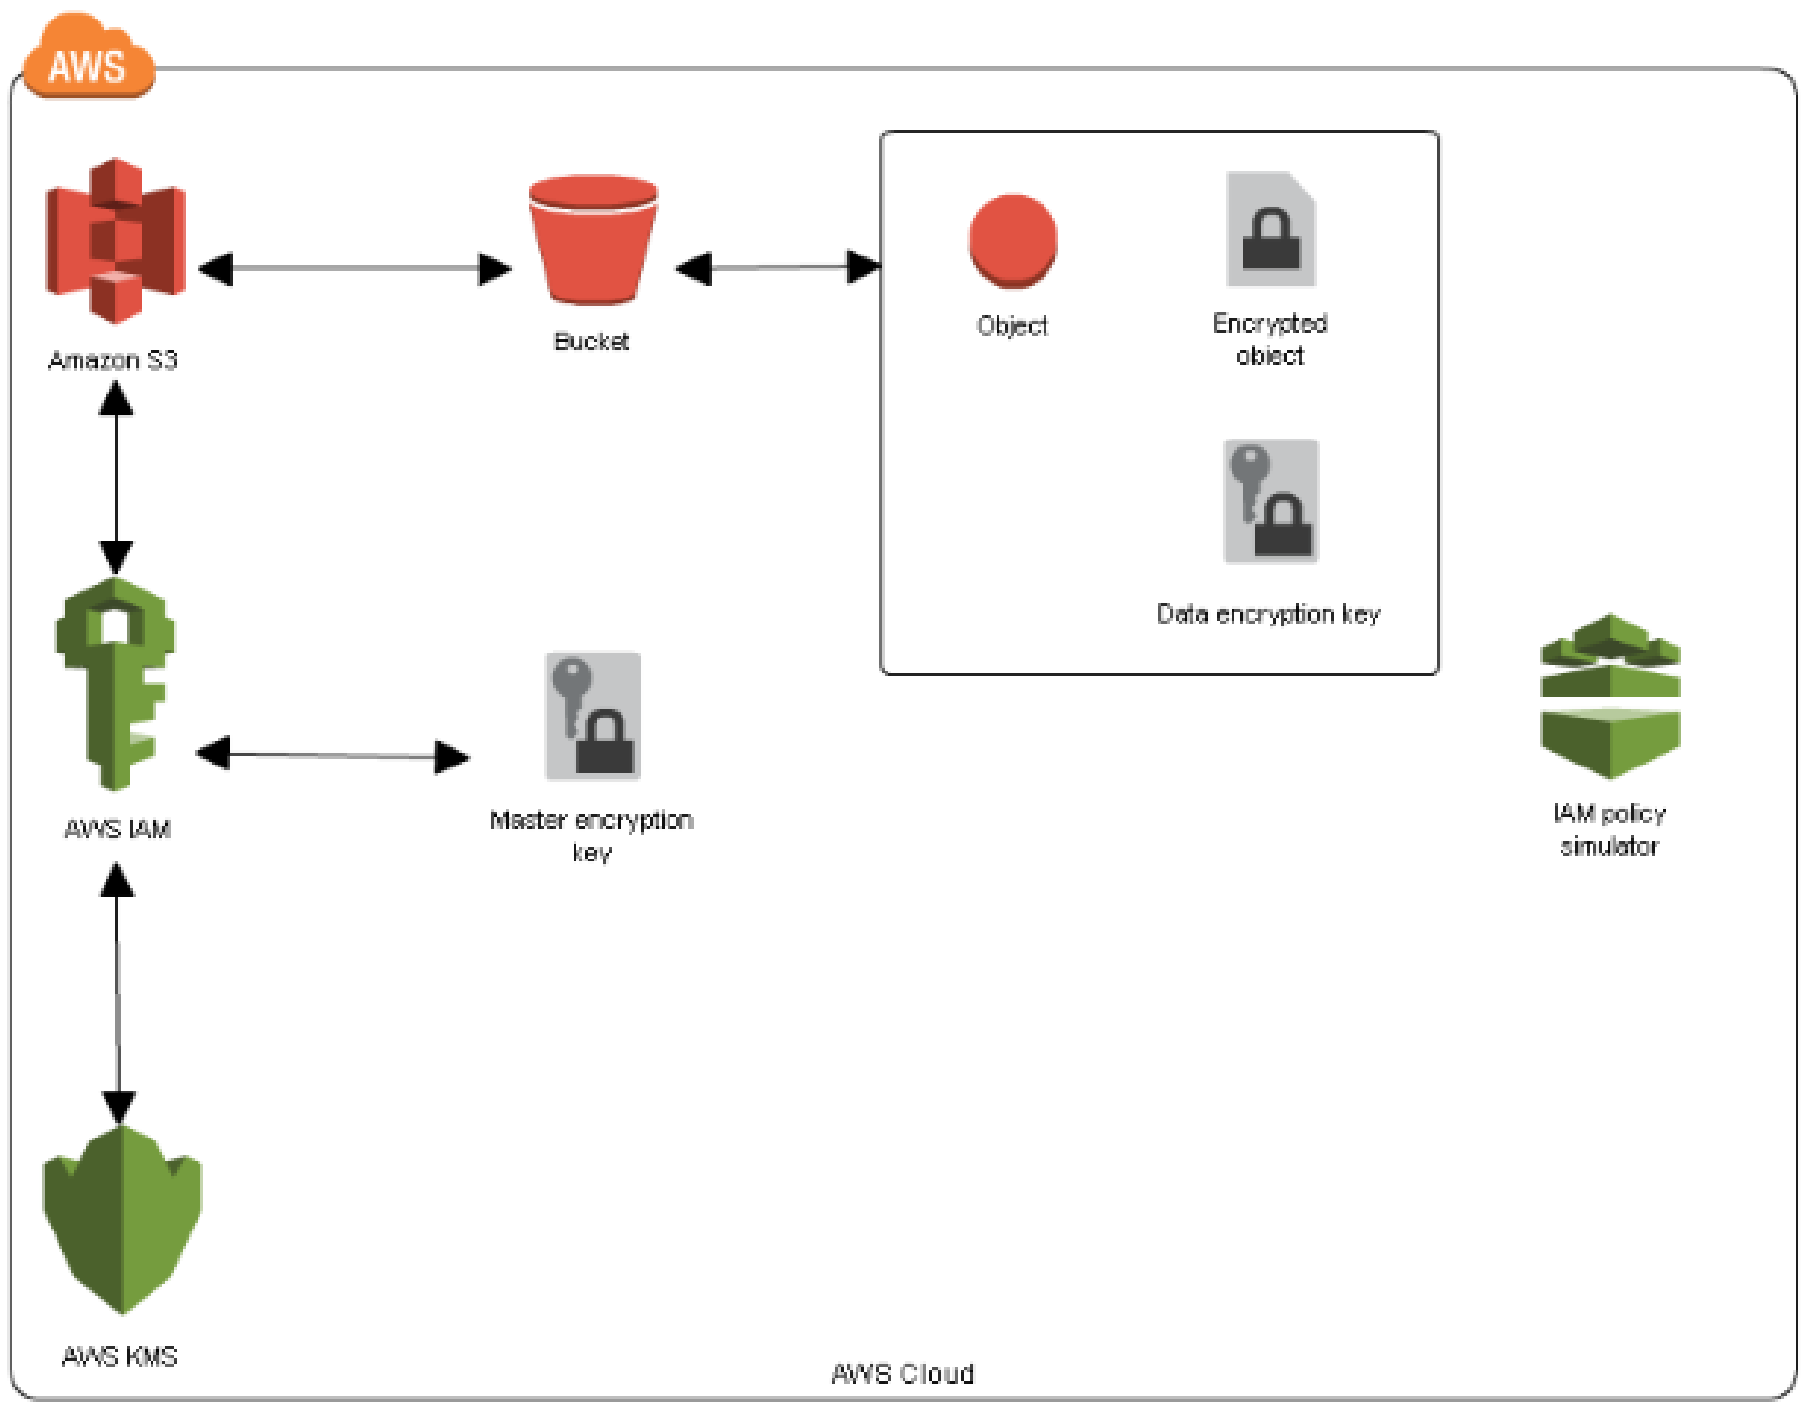 AWS
Amazon S3
Bucket
Object
Encrypted
object
Data encryption key
AWS IAM
Master encryption
key
IAM policy
simulator
AWS KMS
AWS Cloud